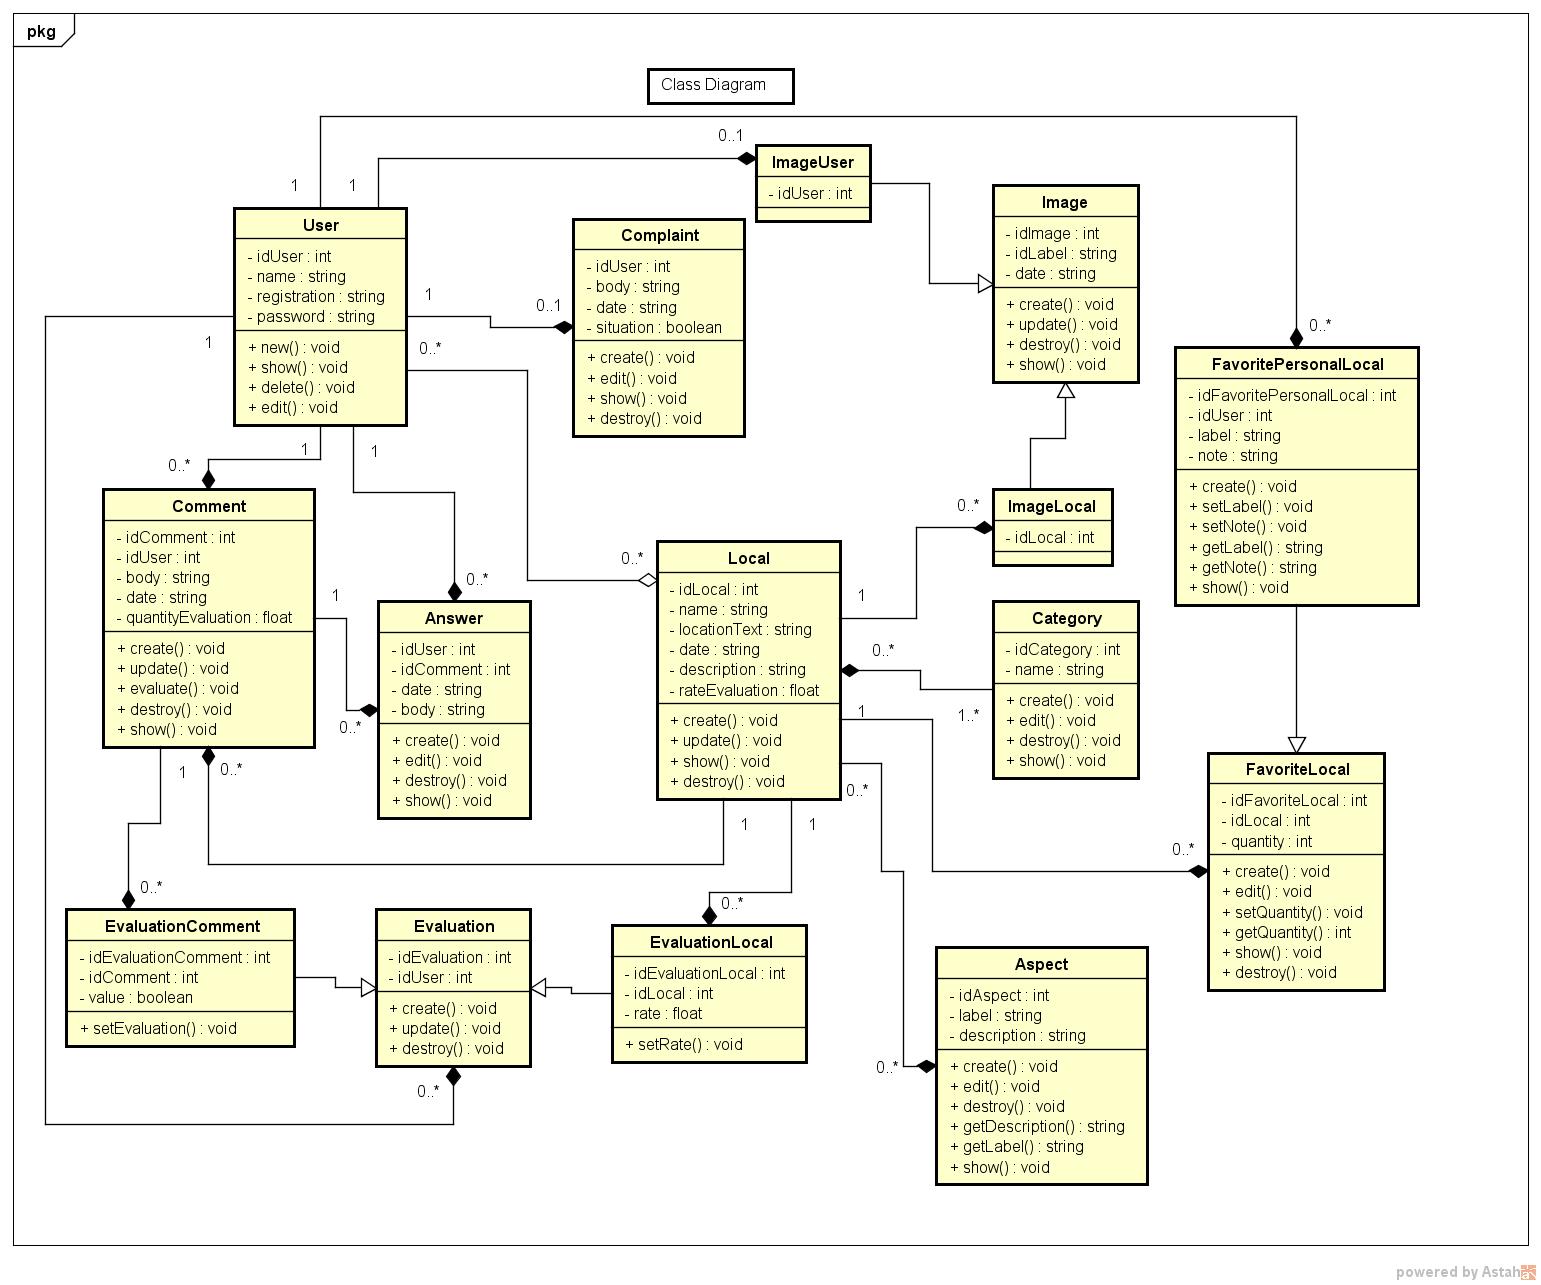 pkg
Class Diagram
0..1
1
1
ImageUser
- idUser : int
User
- idUser : int
- name : string
- registration : string
- password : string
+ new() : void
+ show() : void
+ delete() : void
+ edit() : void
1
1
0..*
0..1
Complaint
- idUser : int
- body : string
- date : string
- situation : boolean
+ create() : void
+ edit() : void
+ show() : void
+ destroy() : void
Image
- idImage : int
- idLabel : string
- date : string
+ create() : void
+ update() : void
+ destroy() : void
+ show() : void
0..*
FavoritePersonalLocal
- idFavoritePersonalLocal : int
- idUser : int
- label : string
- note : string
+ create() : void
+ setLabel() : void
+ setNote() : void
+ getLabel() : string
+ getNote() : string
+ show() : void
1
1
0..*
Comment
- idComment : int
- idUser : int
- body : string
- date : string
- quantityEvaluation : float
+ create() : void
+ update() : void
+ evaluate() : void
+ destroy() : void
+ show() : void
1
0..*
0..*
Answer
- idUser : int
- idComment : int
- date : string
- body : string
+ create() : void
+ edit() : void
+ destroy() : void
+ show() : void
0..*
Local
- idLocal : int
- name : string
- locationText : string
- date : string
- description : string
- rateEvaluation : float
+ create() : void
+ update() : void
+ show() : void
+ destroy() : void
0..*
ImageLocal
- idLocal : int
1
0..*
1
1..*
0..*
Category
- idCategory : int
- name : string
+ create() : void
+ edit() : void
+ destroy() : void
+ show() : void
FavoriteLocal
- idFavoriteLocal : int
- idLocal : int
- quantity : int
+ create() : void
+ edit() : void
+ setQuantity() : void
+ getQuantity() : int
+ show() : void
+ destroy() : void
0..*
1
0..*
1
1
0..*
EvaluationComment
- idEvaluationComment : int
- idComment : int
- value : boolean
+ setEvaluation() : void
Evaluation
- idEvaluation : int
- idUser : int
+ create() : void
+ update() : void
+ destroy() : void
0..*
0..*
EvaluationLocal
- idEvaluationLocal : int
- idLocal : int
- rate : float
+ setRate() : void
0..*
Aspect
- idAspect : int
- label : string
- description : string
+ create() : void
+ edit() : void
+ destroy() : void
+ getDescription() : string
+ getLabel() : string
+ show() : void
powered by Astah